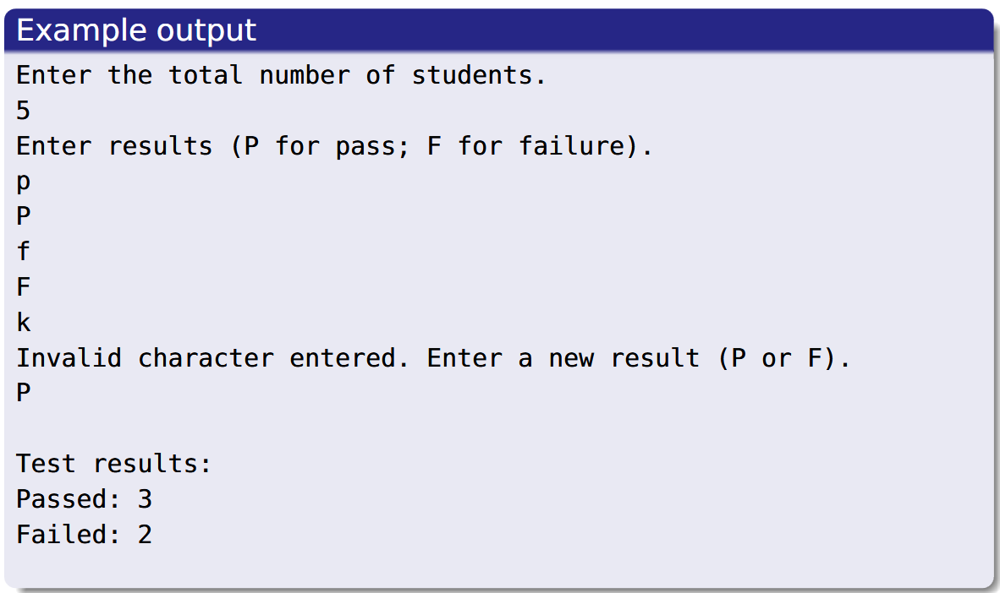 Example output
Enter the total number of students.
5
Enter results (P for pass; F for failure).
p
P
f
F
k
Invalid character entered. Enter a new result (P or F).
P
Test results:
Passed: 3
Failed: 2